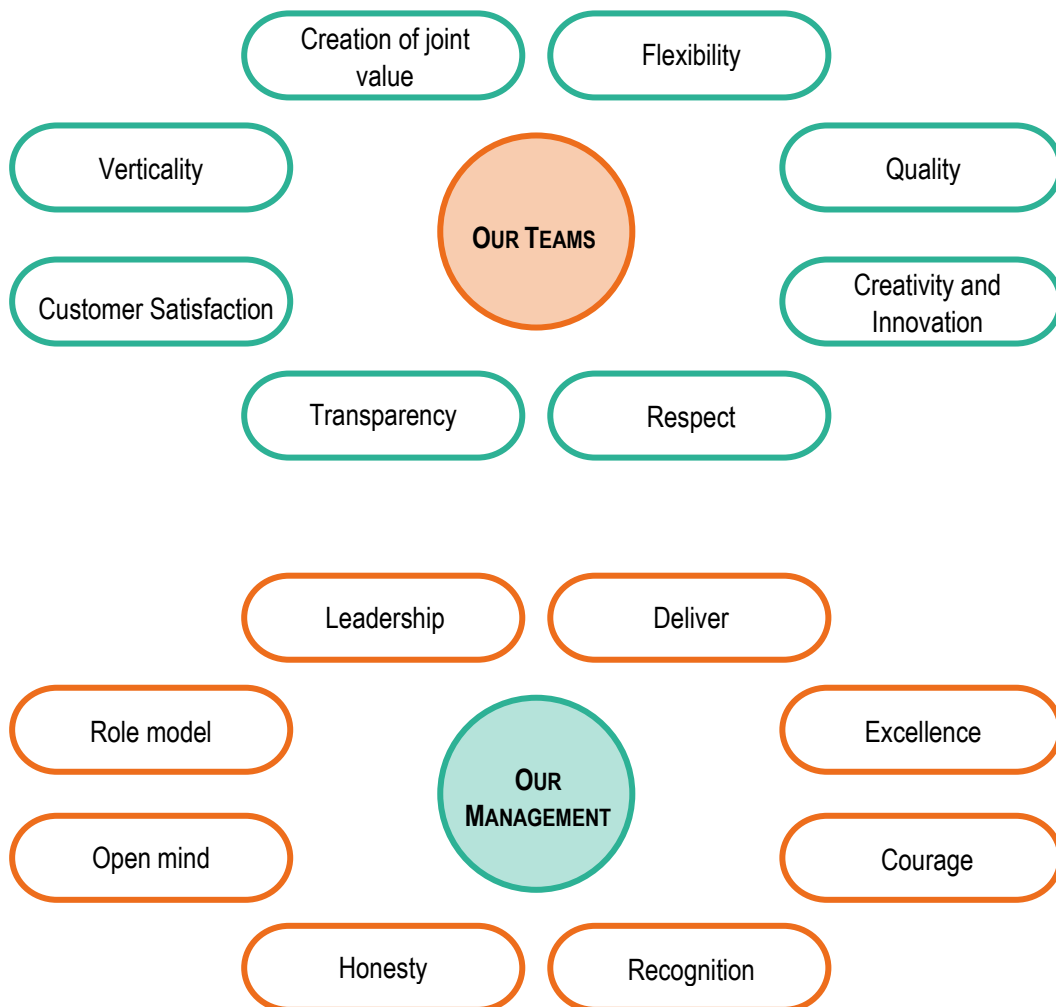 Creation of joint
value
Flexibility
Verticality
Quality
OUR TEAMS
Customer Satisfaction
Creativity and
Innovation
Transparency
Respect
Leadership
Deliver
Role model
Excellence
OUR
MANAGEMENT
Open mind
Courage
Honesty
Recognition